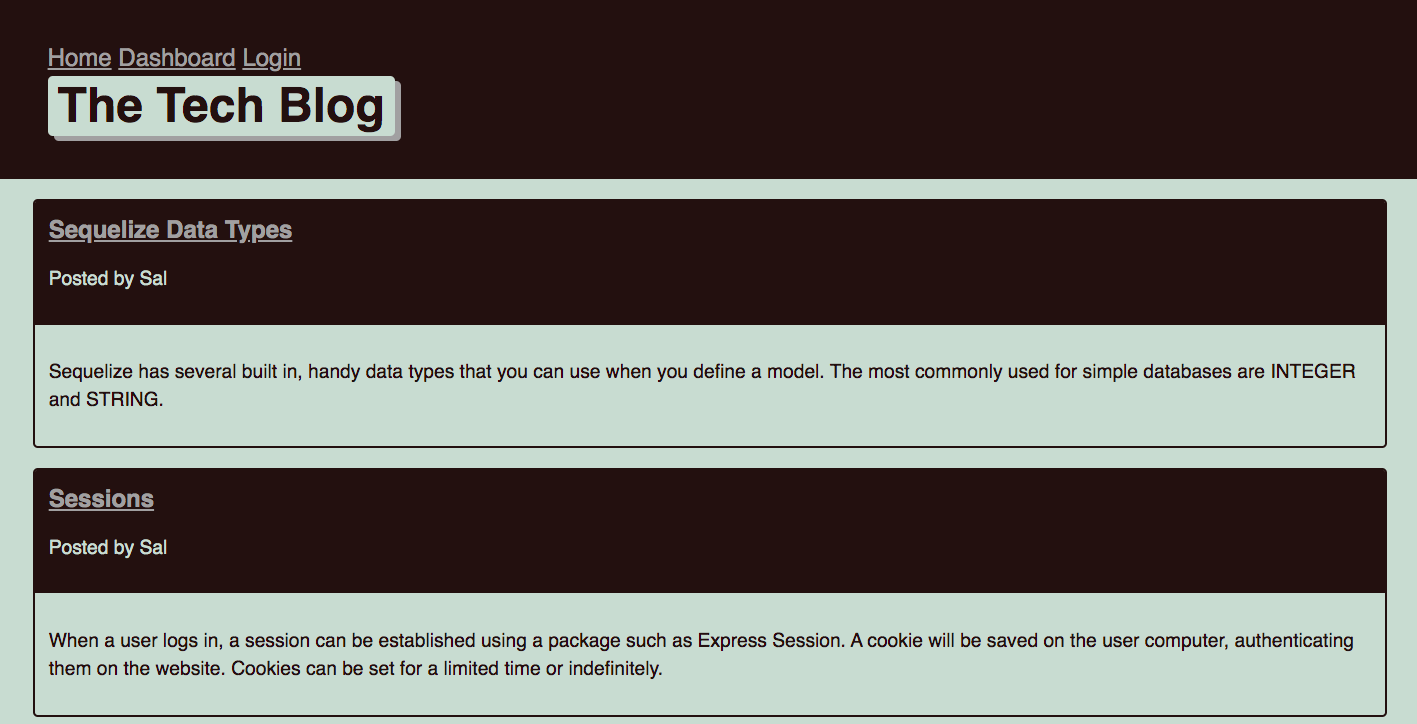 Home Dashboard Login
The Tech Blog
Sequelize Data Types
Posted by Sal
Sequelize has several built in, handy data types that you can use when you define a model. The most commonly used for simple databases are INTEGER
and STRING.
Sessions
Posted by Sal
When a user logs in, a session can be established using a package such as Express Session. A cookie will be saved on the user computer, authenticating
them on the website. Cookies can be set for a limited time or indefinitely.